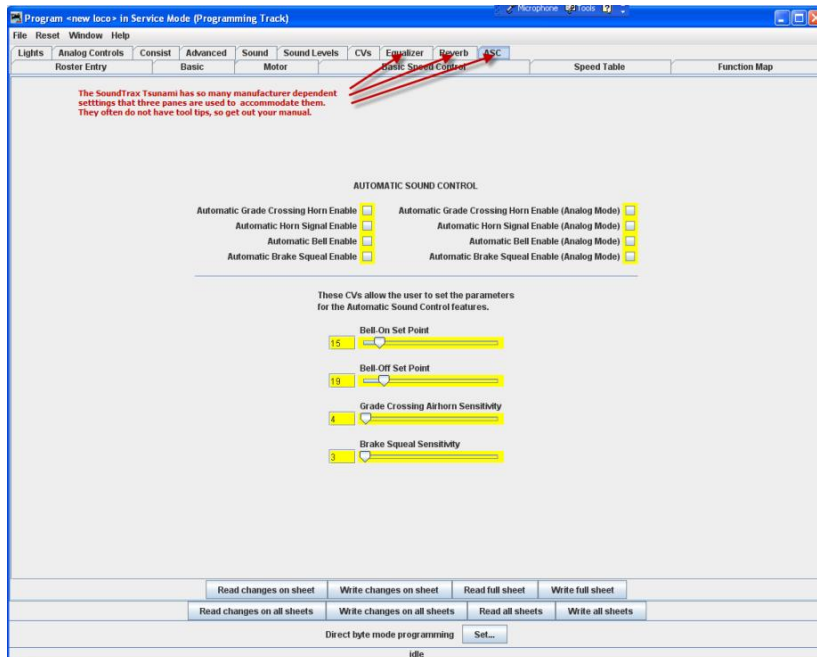 Program <new loco> in Service Mode (Programming Track)
Microphone Tools
File Reset Window Help
Lights Analog Controls Consist Advanced Sound Sound Levels CVs Equalizer Reverb ASC
Roster Entry Basic Motor Basic Speed Control Speed Table Function Map
The SoundTrax Tsunami has so many manufacturer dependent
setttings that three panes are used to accommodate them.
They often do not have tool tips, so get out your manual.
AUTOMATIC SOUND CONTROL
Automatic Grade Crossing Horn Enable Automatic Grade Crossing Horn Enable (Analog Mode)
Automatic Horn Signal Enable Automatic Horn Signal Enable (Analog Mode)
Automatic Bell Enable Automatic Bell Enable (Analog Mode)
Automatic Brake Squeal Enable Automatic Brake Squeal Enable (Analog Mode)
These CVs allow the user to set the parameters
for the Automatic Sound Control features.
Bell-On Set Point
15
Bell-Off Set Point
19
Grade Crossing Airhorn Sensitivity
4
Brake Squeal Sensitivity
3
Read changes on sheet Write changes on sheet Read full sheet Write full sheet
Read changes on all sheets Write changes on all sheets Read all sheets Write all sheets
Direct byte mode programming Set...
idle